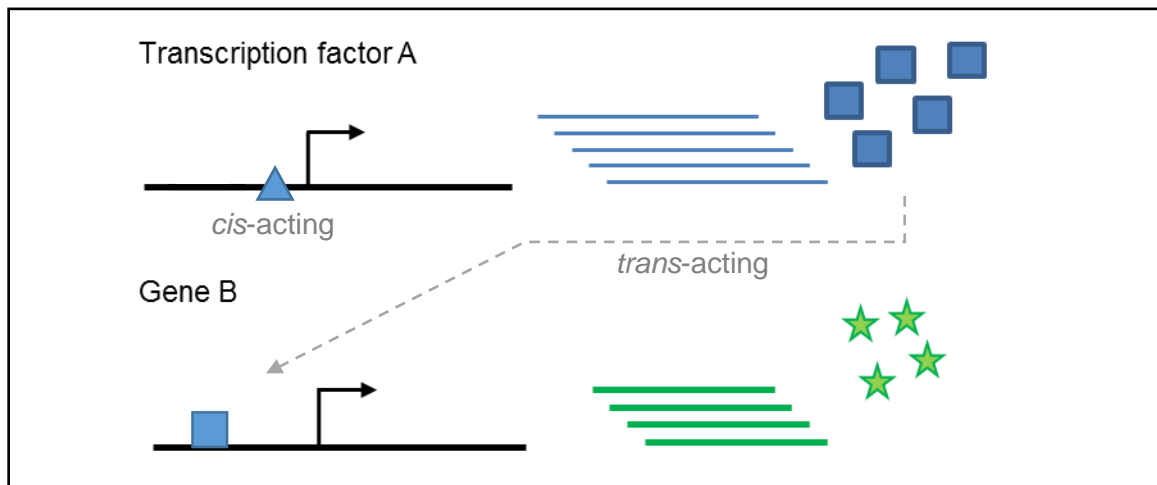 Transcription factor A
cis-acting
trans-acting
Gene B